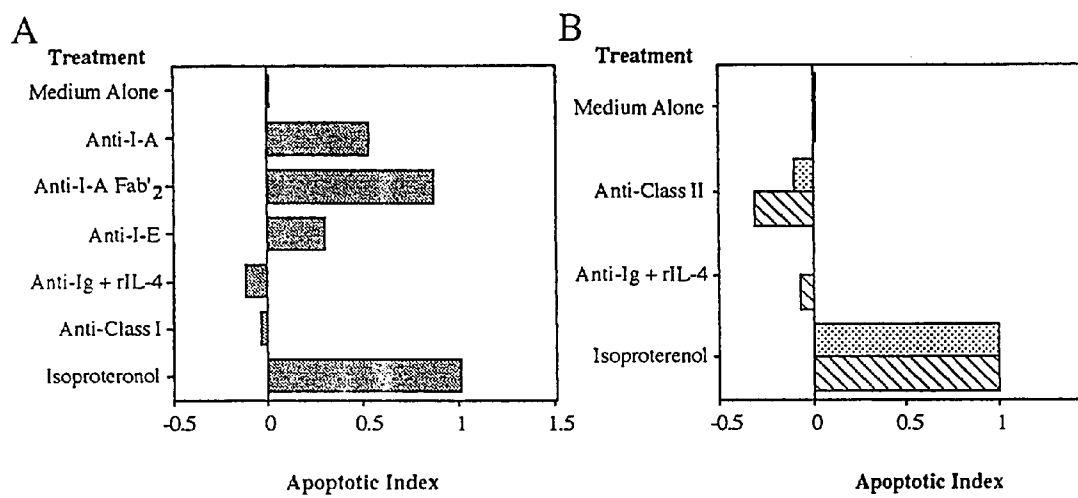 A
Treatment
Medium Alone
Anti-I-A
Anti-I-A Fab'2
Anti-I-E
Anti-Ig + rIL-4
Anti-Class I
Isoproteronol
-0.5
0
0.5
1
1.5
Apoptotic Index
B
Treatment
Medium Alone
Anti-Class II
Anti-Ig + rIL-4
Isoproterenol
-0.5
0
0.5
1
Apoptotic Index